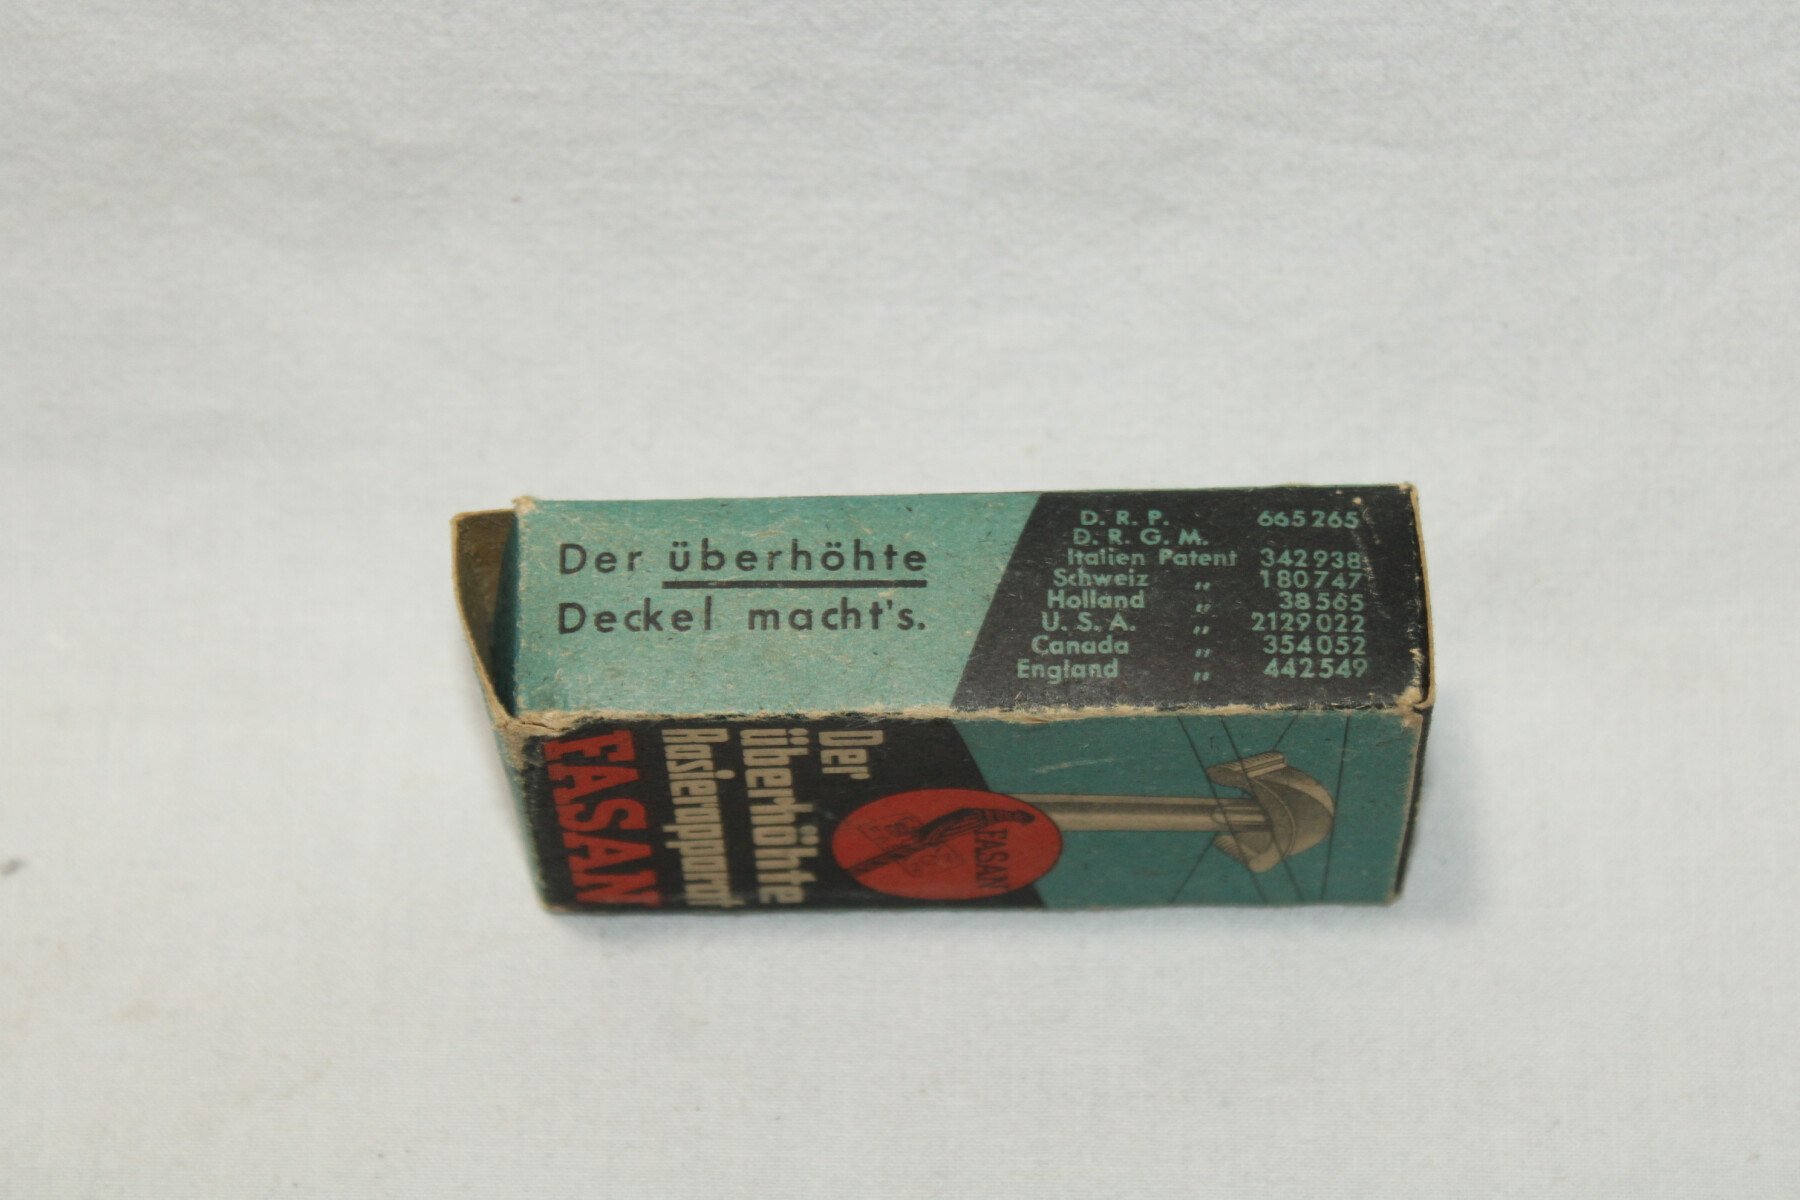 Der überhöhte
Deckel macht's.
D. R. P. 665265
D. R. G. M.
Italien Patent 342938
Schweiz „ 180747
Holland „ 38565
U. S. A. „ 2129022
Canada „ 354052
England „ 442549
Der
überhöhte
Rasierapparat
FASAN
FASAN